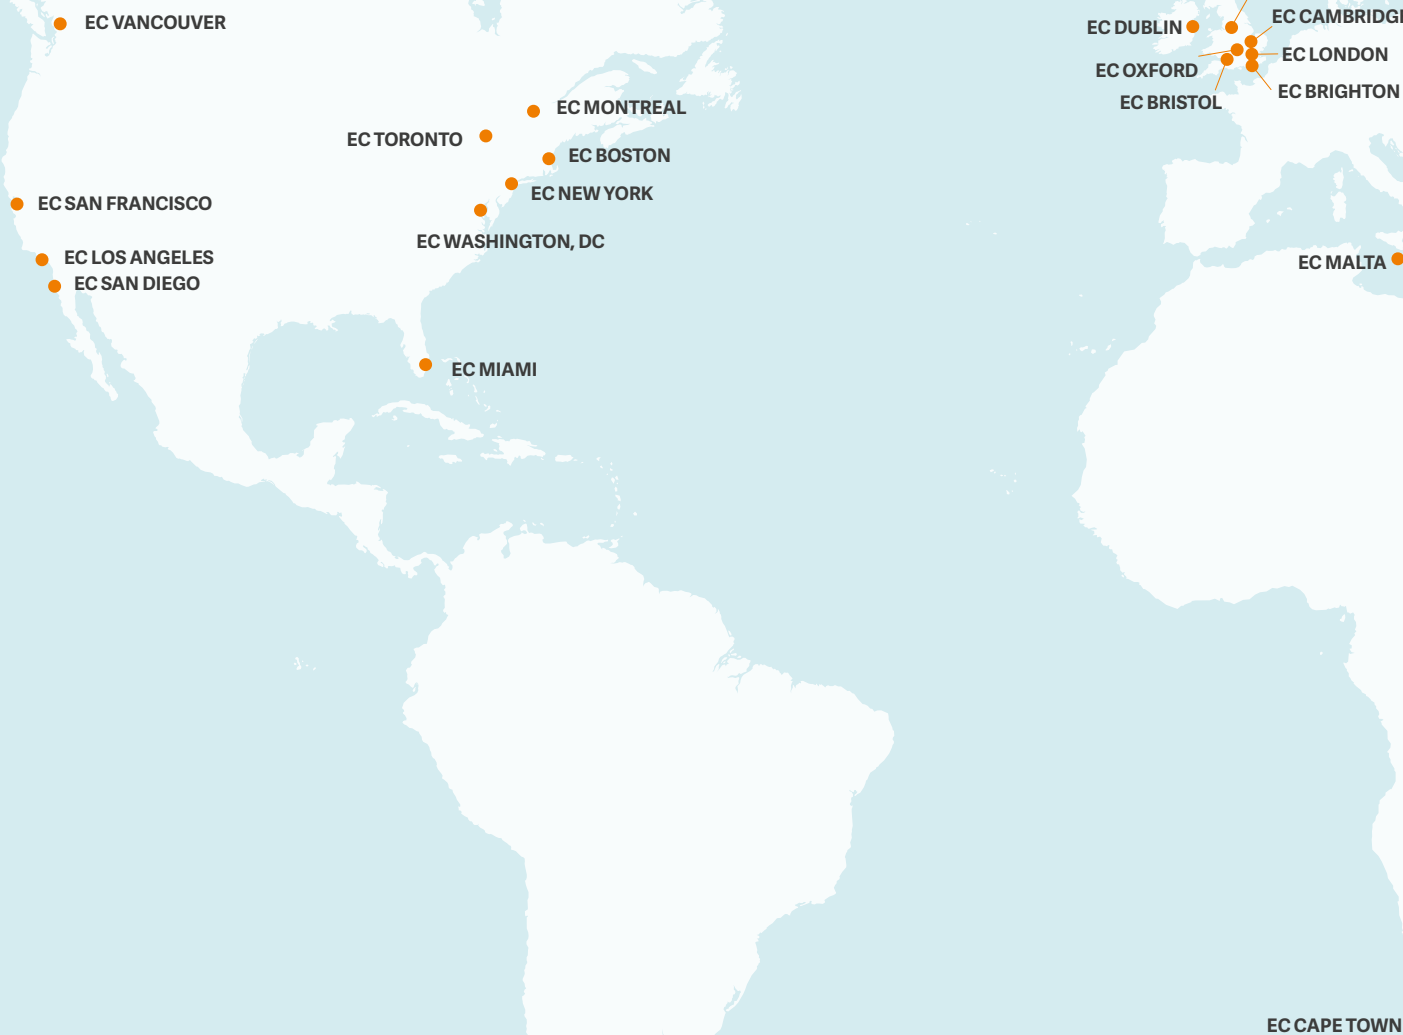 EC VANCOUVER
EC DUBLIN
EC CAMBRIDGE
EC LONDON
EC OXFORD
EC BRIGHTON
EC BRISTOL
EC MONTREAL
EC TORONTO
EC BOSTON
EC NEW YORK
EC SAN FRANCISCO
EC WASHINGTON, DC
EC LOS ANGELES
EC MALTA
EC SAN DIEGO
EC MIAMI
EC CAPE TOWN